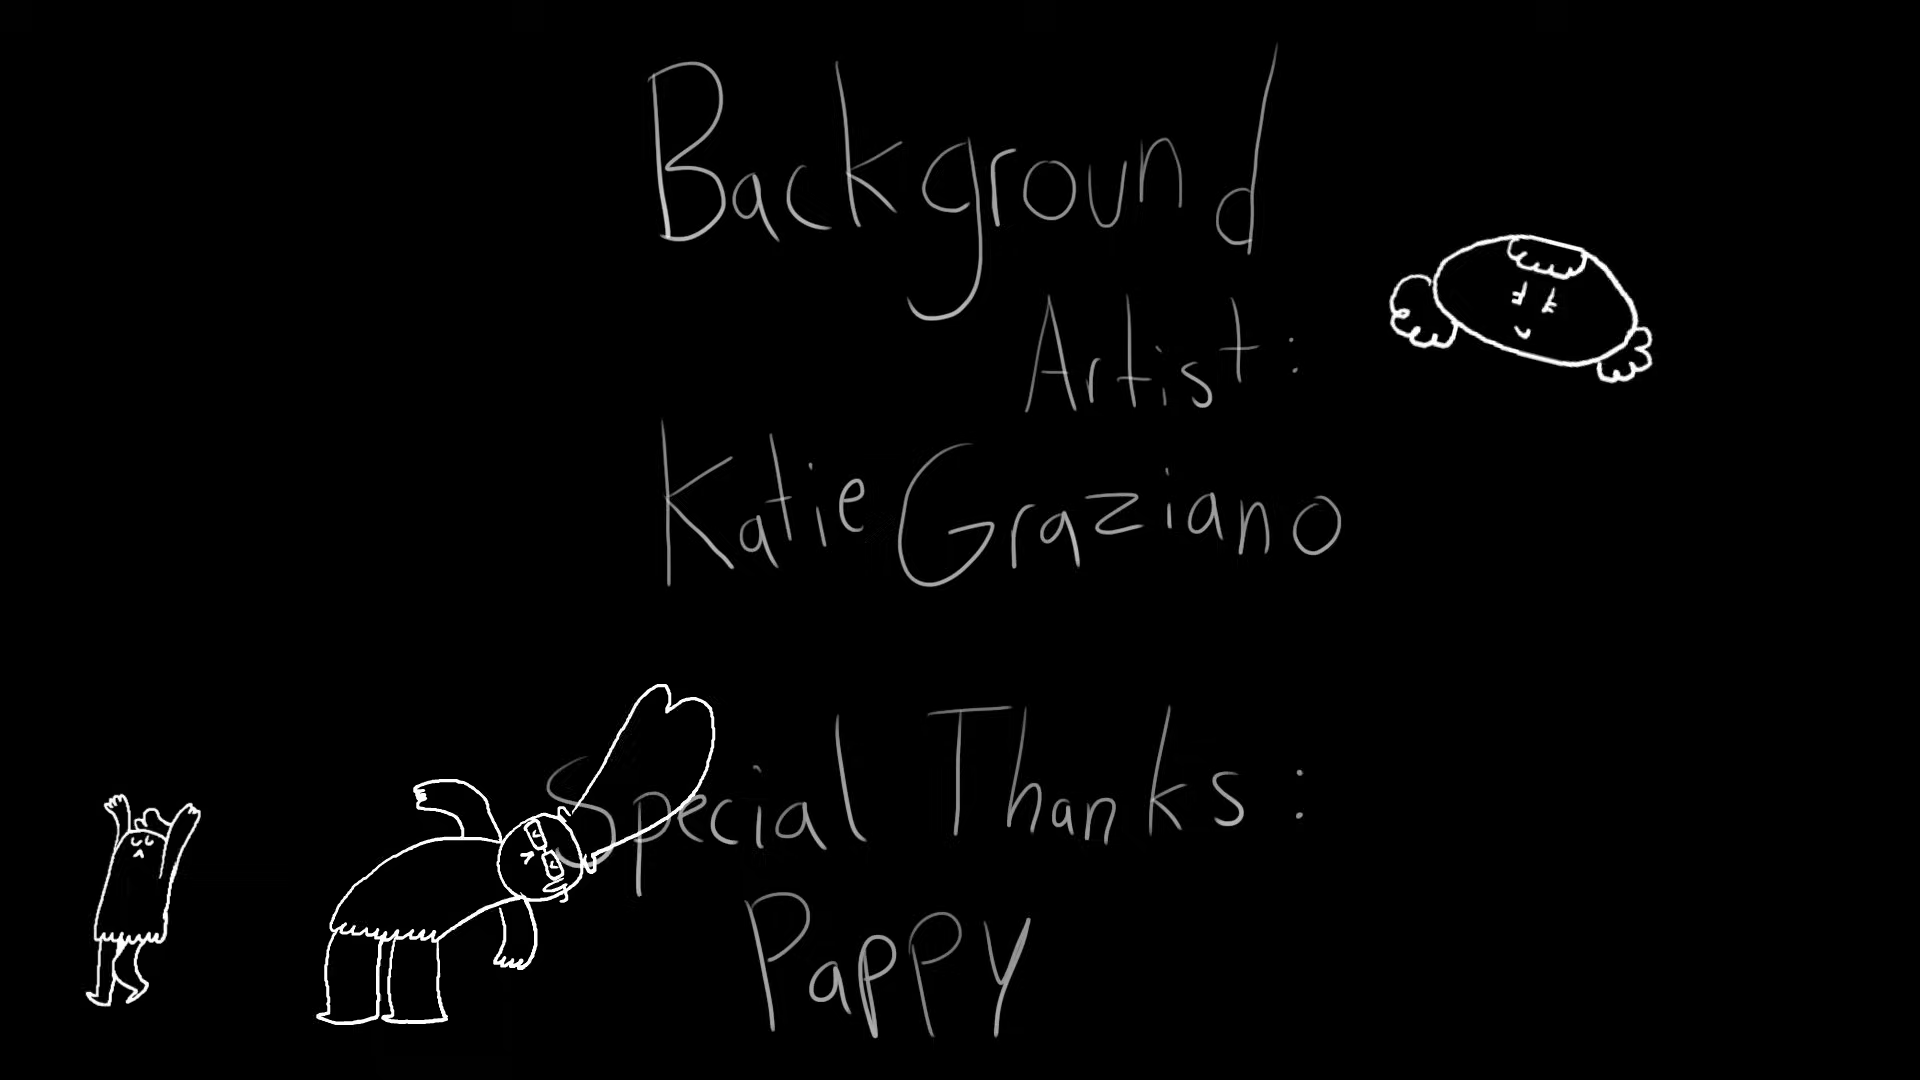 Background
Artist:
Katie Graziano
Special Thanks:
Pappy